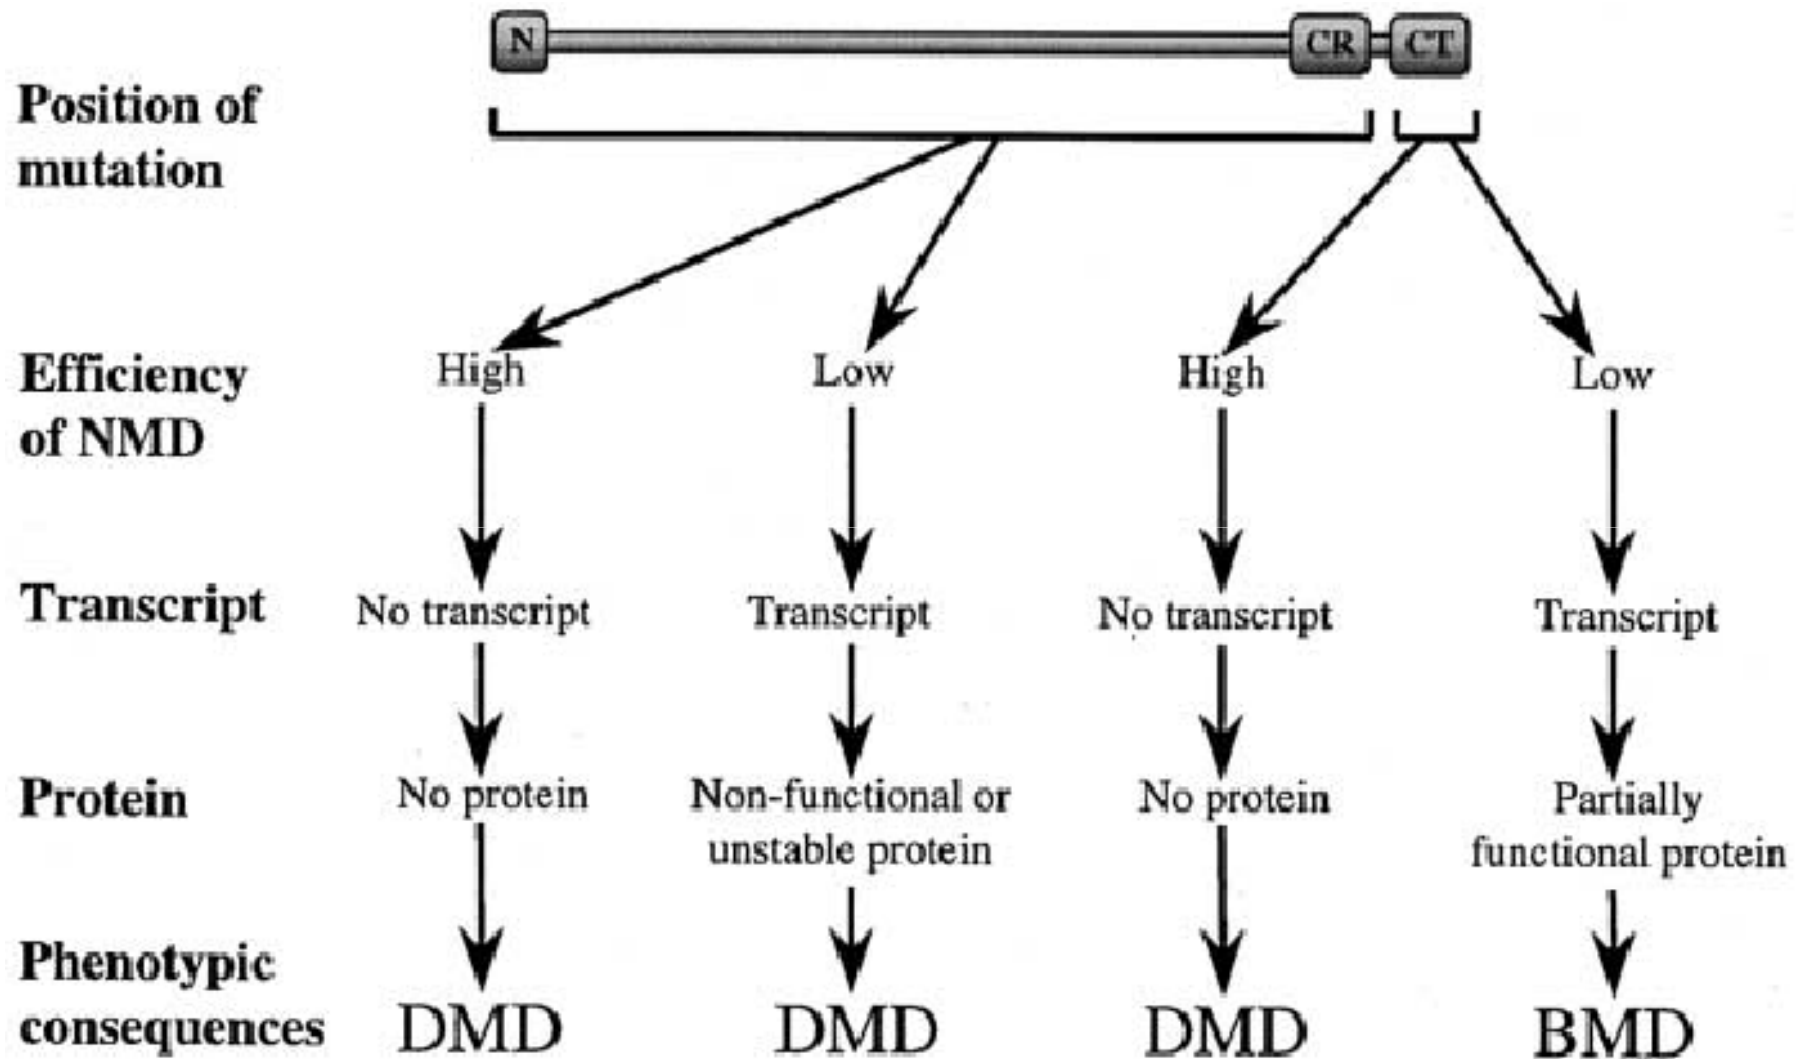 N CR CT
Position of
mutation
Efficiency
of NMD
High Low High Low
Transcript
No transcript Transcript No transcript Transcript
Protein
No protein Non-functional or No protein Partially
unstable protein functional protein
Phenotypic
consequences
DMD DMD DMD BMD